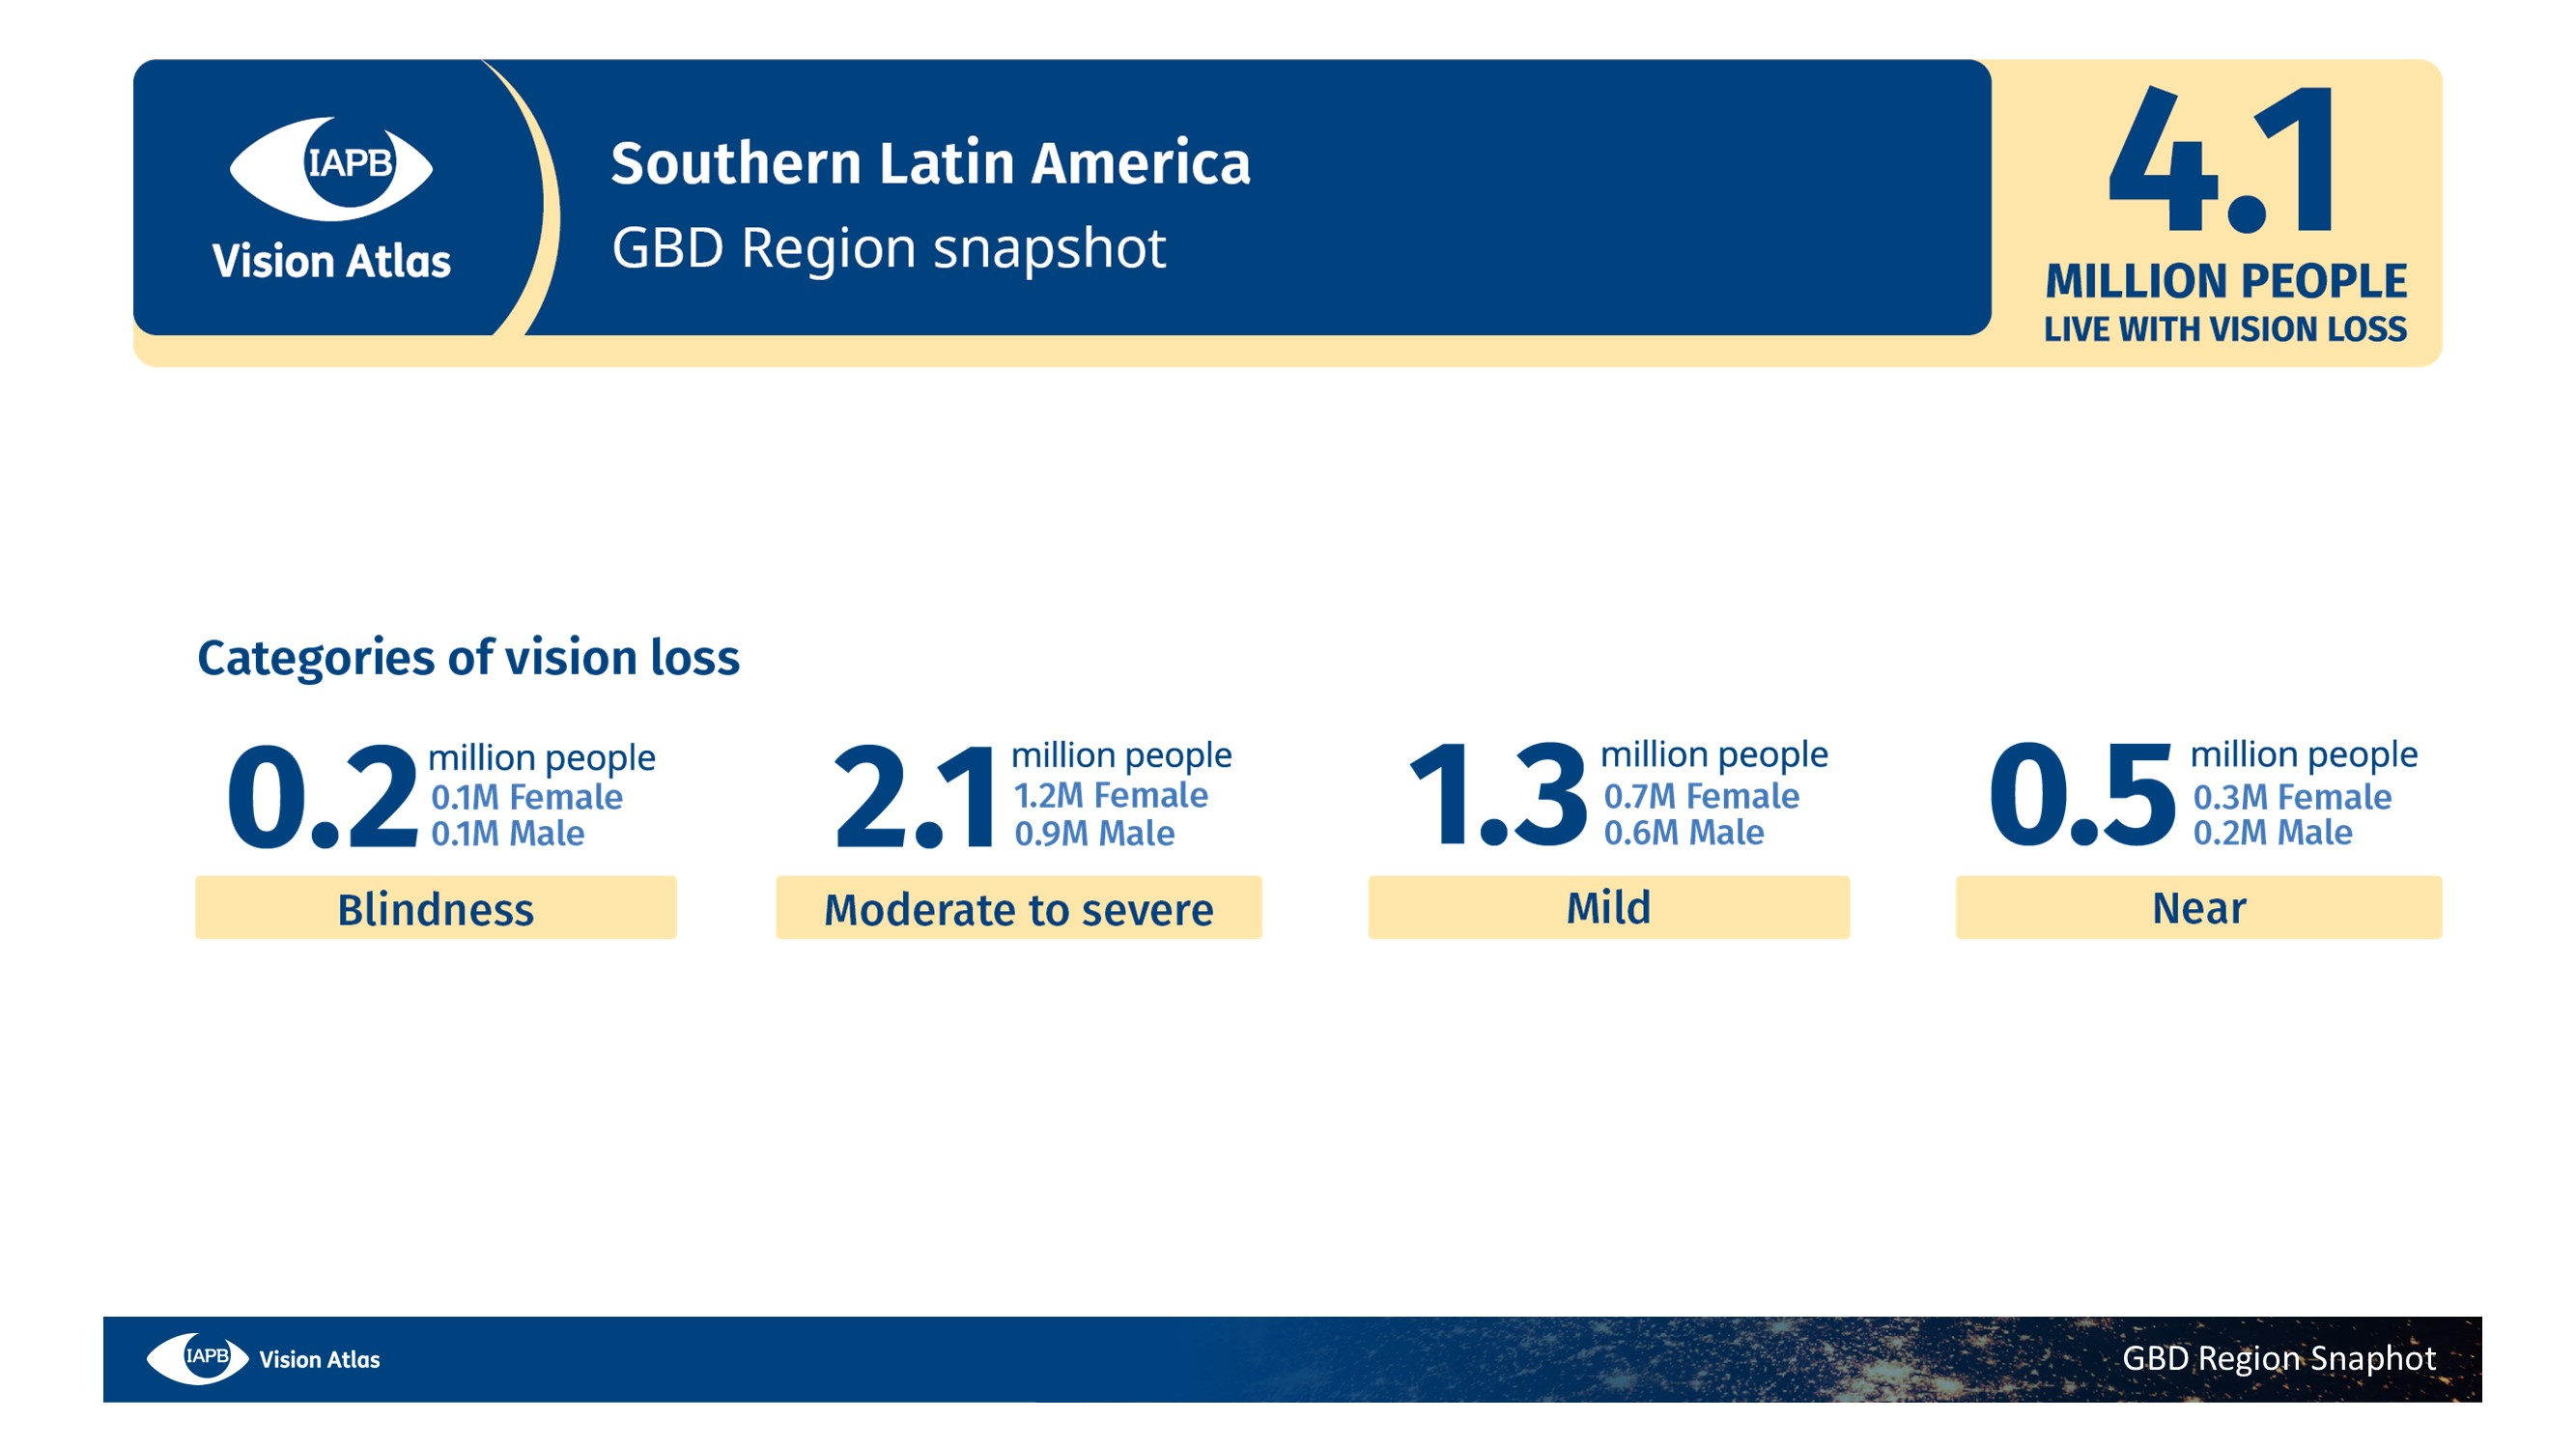 IAPB
Vision Atlas
Southern Latin America
GBD Region snapshot
4.1
MILLION PEOPLE
LIVE WITH VISION LOSS
Categories of vision loss
0.2 million people
0.1M Female
0.1M Male
Blindness
2.1 million people
1.2M Female
0.9M Male
Moderate to severe
1.3 million people
0.7M Female
0.6M Male
Mild
0.5 million people
0.3M Female
0.2M Male
Near
IAPB Vision Atlas
GBD Region Snaphot